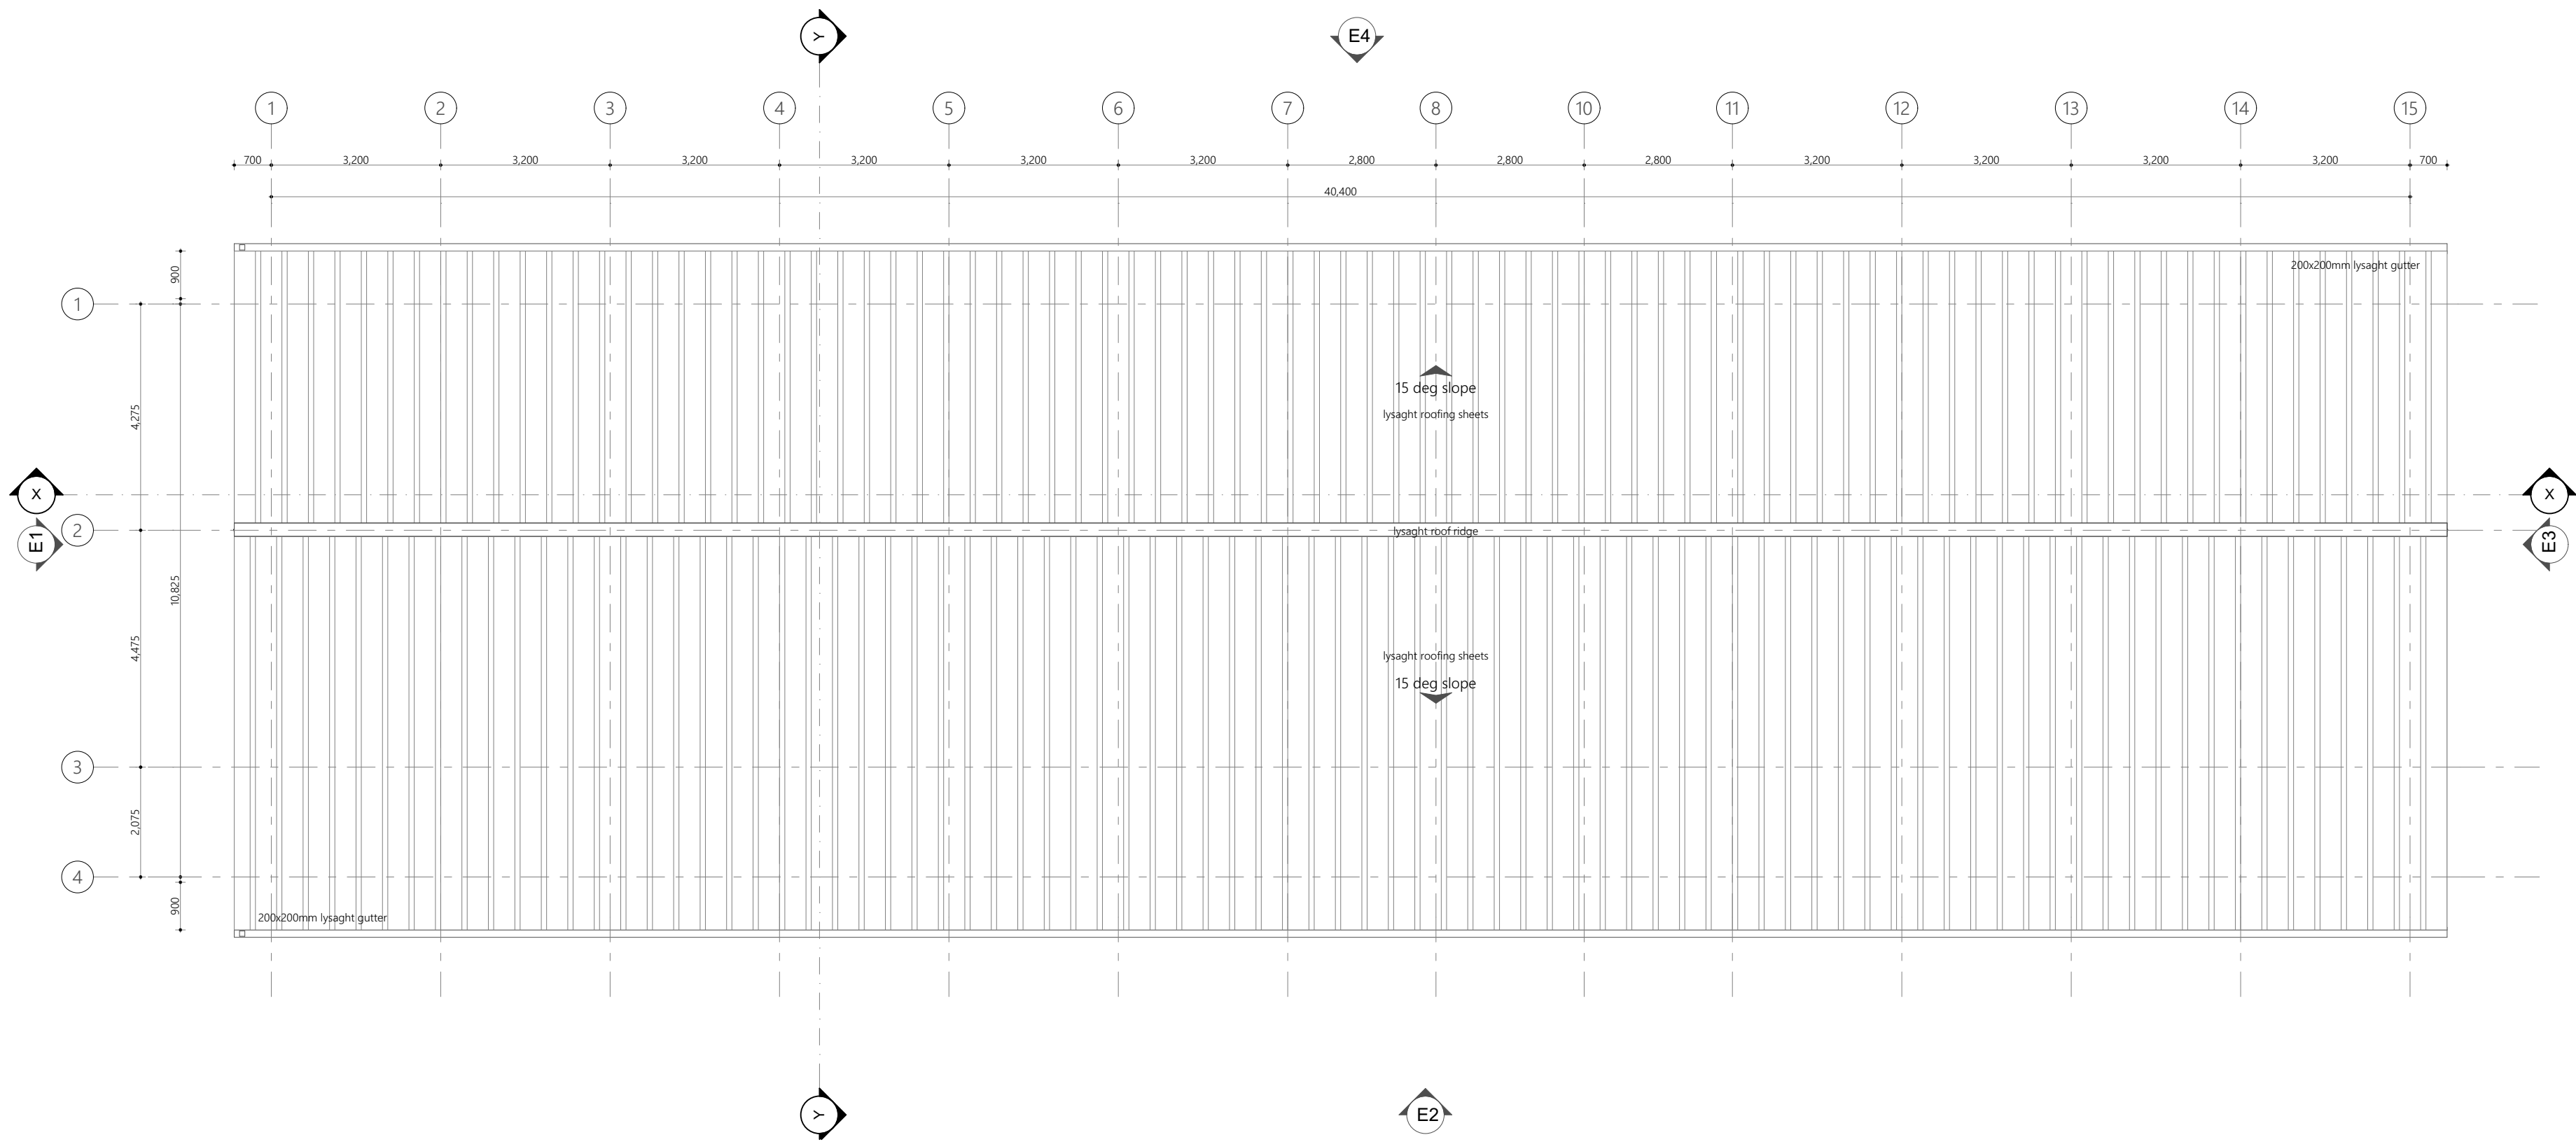 Y
E4
1 2 3 4 5 6 7 8 10 11 12 13 14 15
700 3,200 3,200 3,200 3,200 3,200 3,200 2,800 2,800 2,800 3,200 3,200 3,200 3,200 700
40,400
900
200x200mm lysaght gutter
1
15 deg slope
4,275
lysaght roofing sheets
X
X
2
lysaght roof ridge
E1
E3
10,825
4,475
lysaght roofing sheets
15 deg slope
3
2,075
4
900
200x200mm lysaght gutter
Y
E2